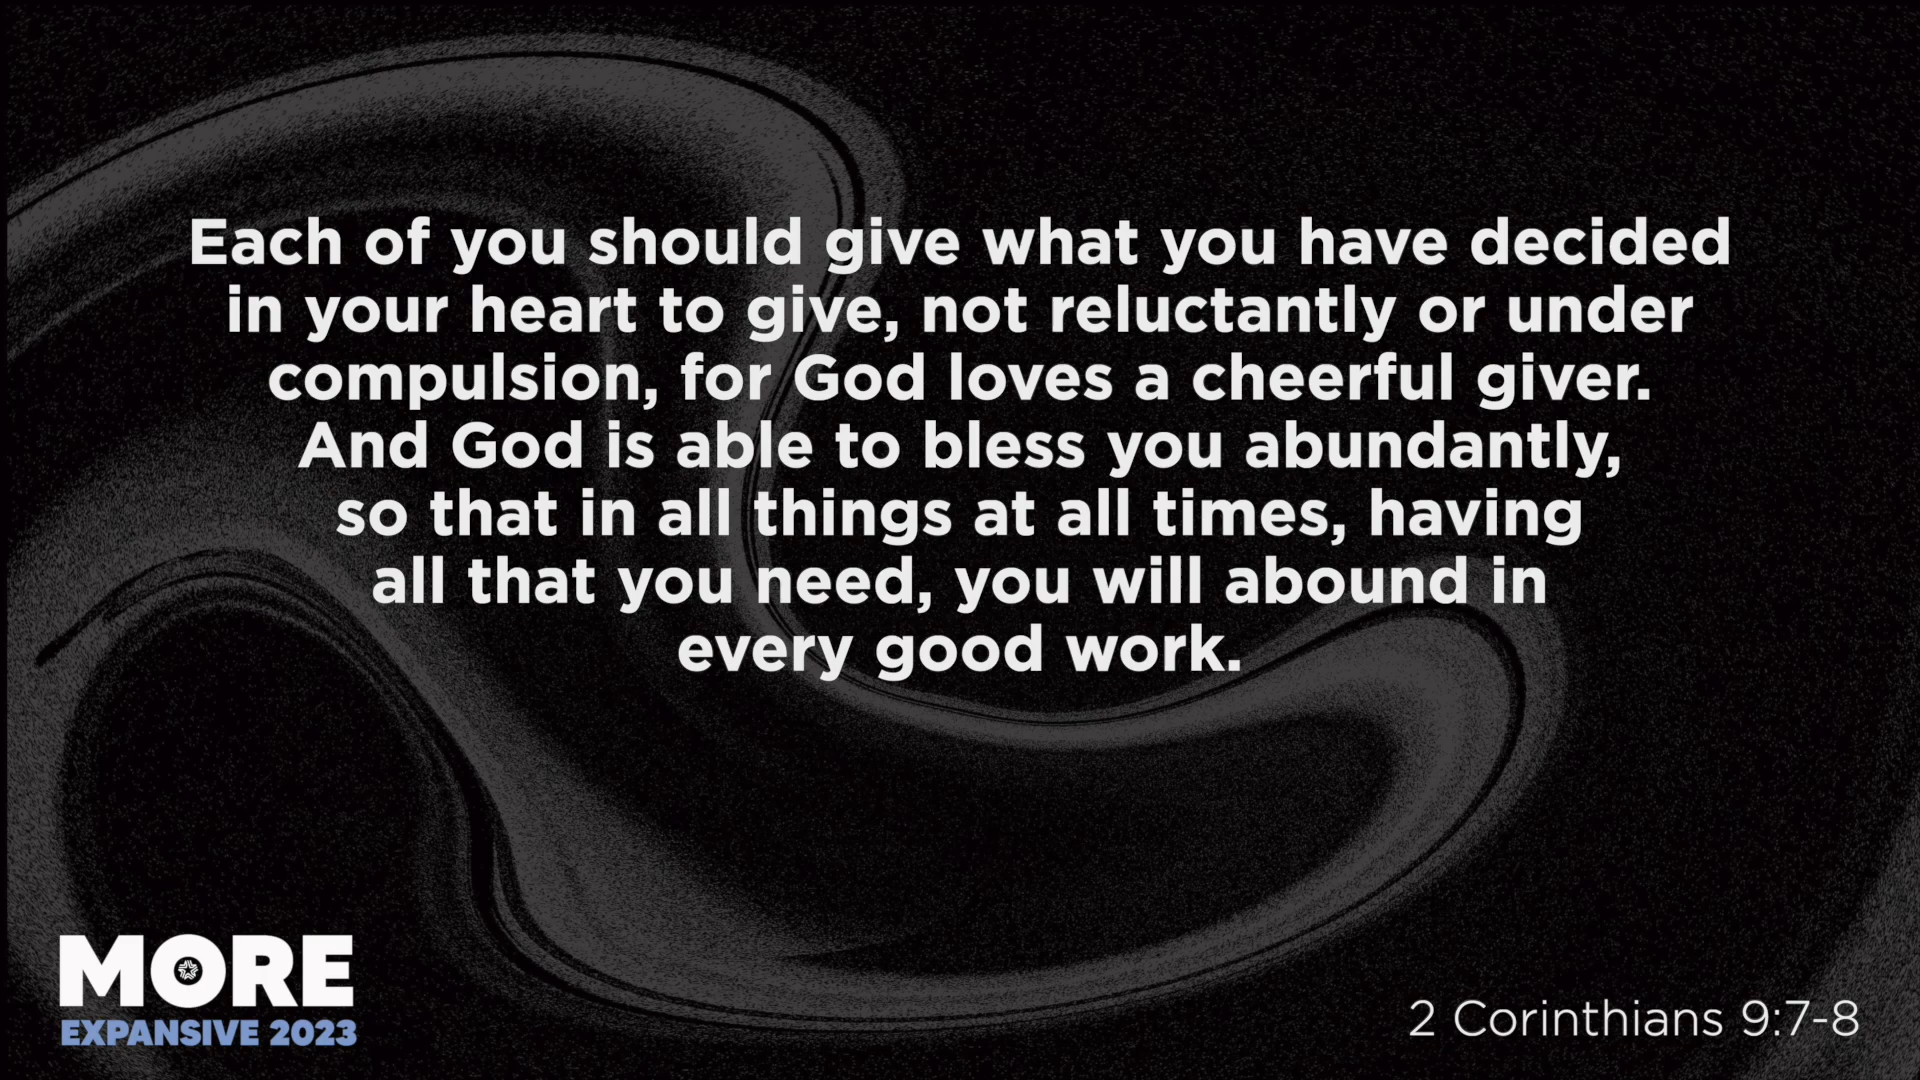 Each of you should give what you have decided
in your heart to give, not reluctantly or under
compulsion, for God loves a cheerful giver.
And God is able to bless you abundantly,
so that in all things at all times, having
all that you need, you will abound in
every good work.
MORE
EXPANSIVE 2023
2 Corinthians 9:7-8